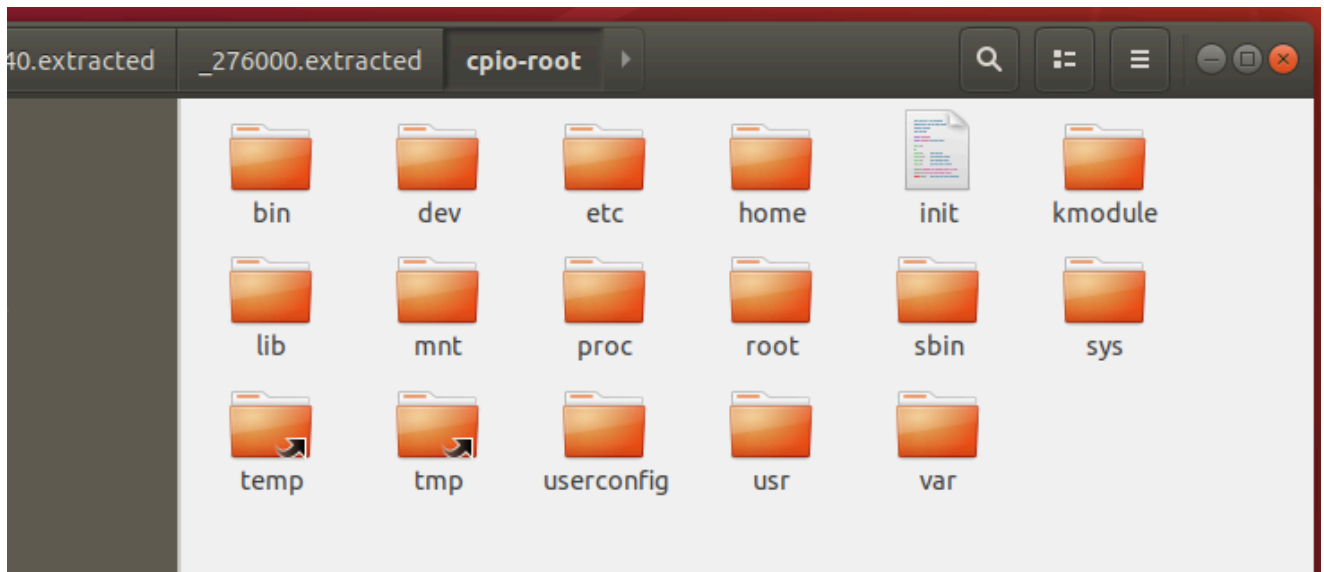 40.extracted _276000.extracted cpio-root
bin dev etc home init kmodule
lib mnt proc root sbin sys
temp tmp userconfig usr var